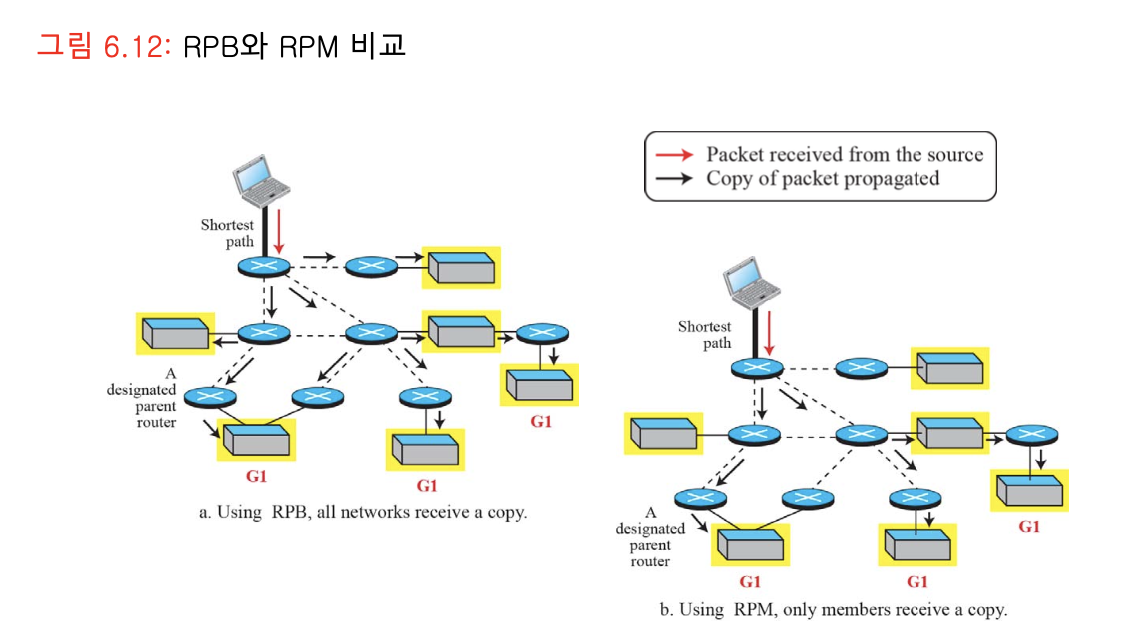 그림 6.12: RPB와 RPM 비교
Packet received from the source
Copy of packet propagated
Shortest
path
A
designated
parent
router
G1
G1
G1
a. Using RPB, all networks receive a copy.
Shortest
path
A
designated
parent
router
G1
G1
G1
b. Using RPM, only members receive a copy.